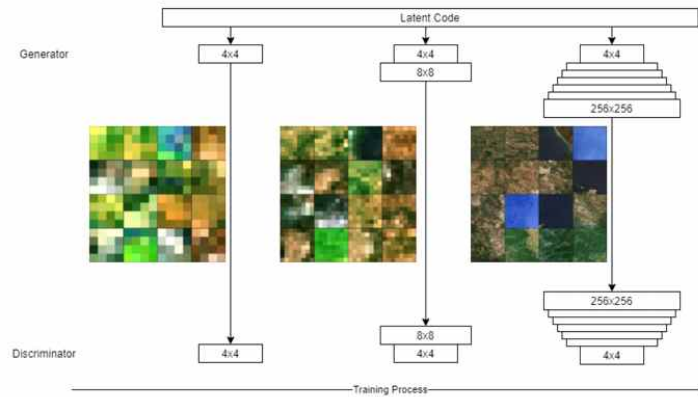 Latent Code
Generator
4x4
4x4
4x4
8x8
256x256
256x256
8x8
Discriminator
4x4
4x4
4x4
Training Process